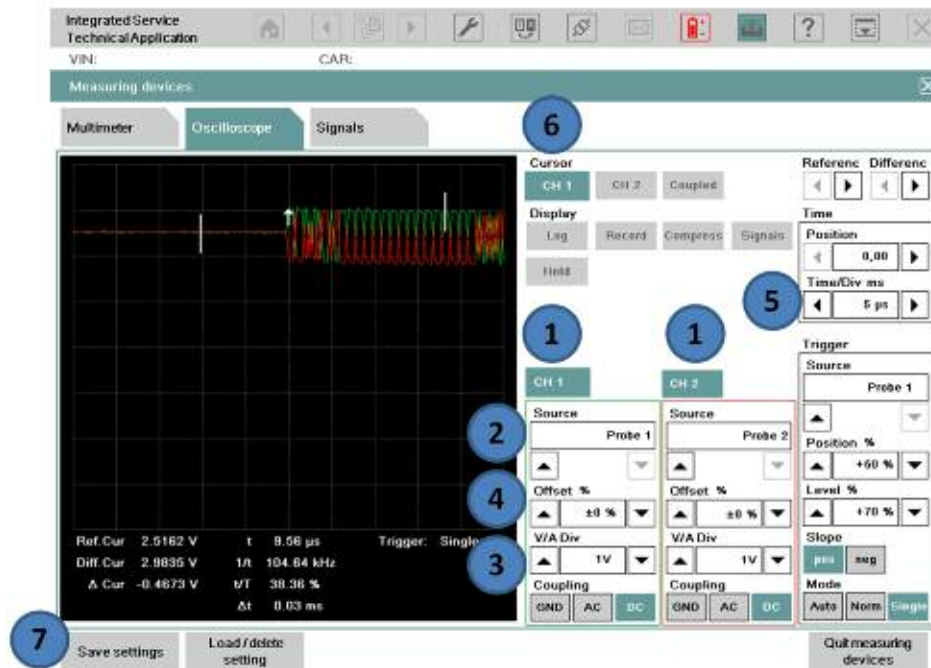 Integrated Service
Technical Application
?
VIN:
CAR:
Measuring devices
Multimeter
Oscilloscope
Signals
6
Cursor
CH 1
CH 2
Coupled
Referenc
Differenc
Display
Log
Record
Compress
Signals
Hold
Time
Position
0,00
Time/Div ms
5
5 µs
1
1
CH 1
CH 2
Trigger
Source
Probe 1
Position %
+60 %
Level %
+70 %
Slope
pos
neg
Mode
Auto
Norm
Single
2
Source
Probe 1
4
Offset %
±0 %
3
V/A Div
1V
Coupling
GND
AC
DC
Source
Probe 2
Offset %
±0 %
V/A Div
1V
Coupling
GND
AC
DC
Ref.Cur 2.5162 V t 9.56 µs Trigger: Single
Diff.Cur 2.9835 V 1/t 104.64 kHz
Δ Cur -0.4673 V t/T 38.36 %
Δt 0.03 ms
7
Save settings
Load / delete
setting
Quit measuring
devices